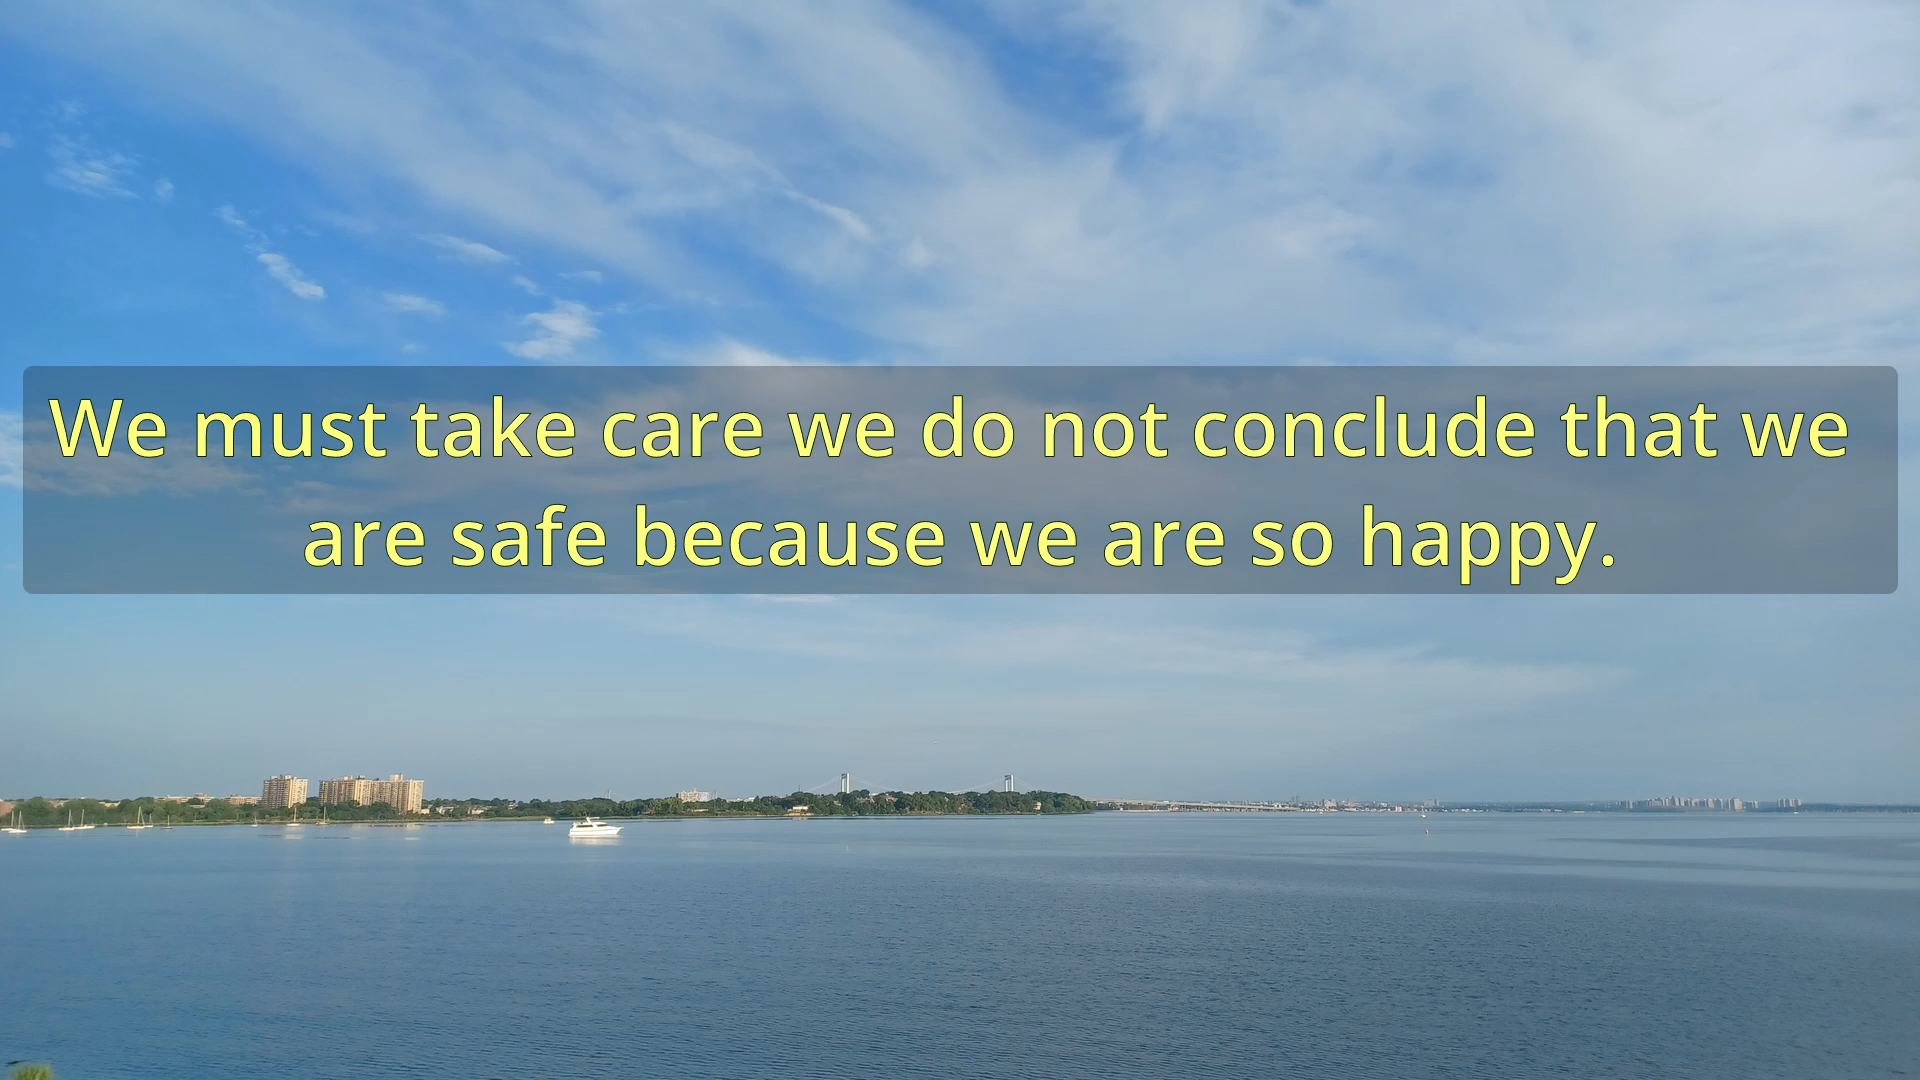 We must take care we do not conclude that we
are safe because we are so happy.